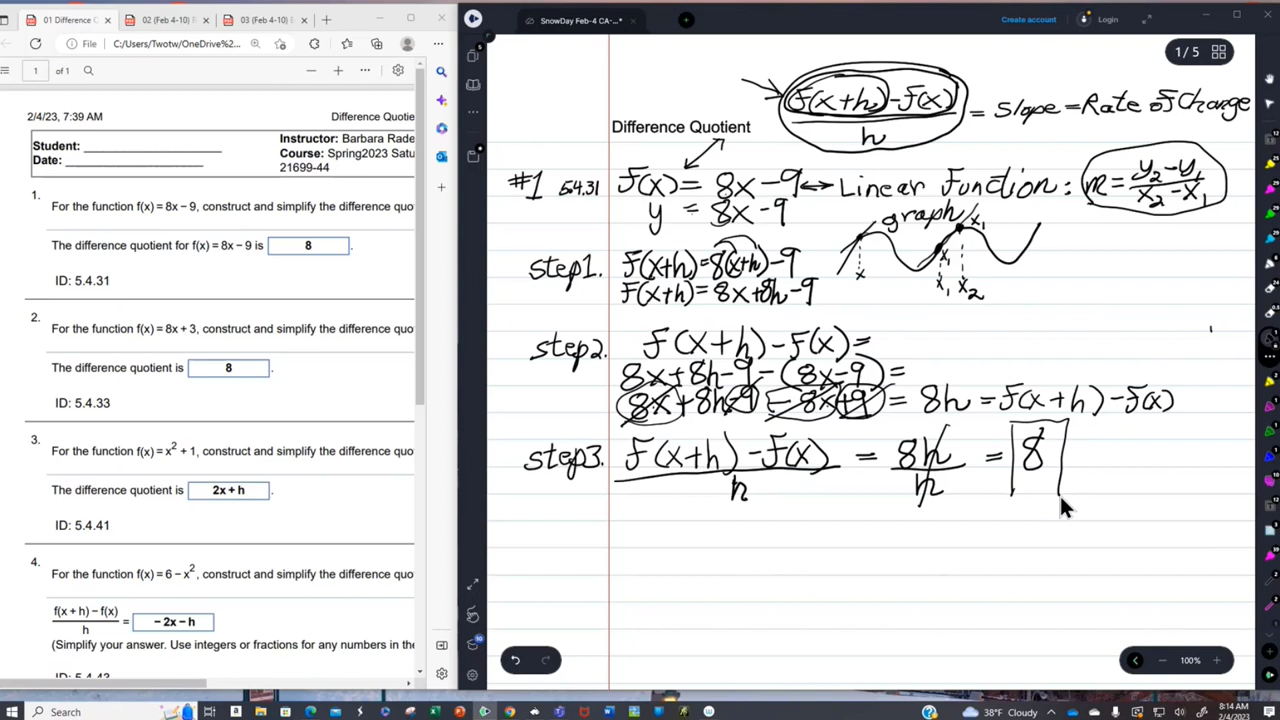 01 Difference Qu
02 (Feb 4-10)
03 (Feb 4-10) E
File
C:/Users/Twotw/OneDrive%2...
1 of 1
2/4/23, 7:39 AM
Difference Quotie
Student:
Date:
Instructor: Barbara Rade
Course: Spring2023 Satu
21699-44
1.
For the function f(x) = 8x − 9, construct and simplify the difference quot
The difference quotient for f(x) = 8x − 9 is 8.
ID: 5.4.31
2.
For the function f(x) = 8x + 3, construct and simplify the difference quot
The difference quotient is 8.
ID: 5.4.33
3.
For the function f(x) = x² + 1, construct and simplify the difference quot
The difference quotient is 2x + h.
ID: 5.4.41
4.
For the function f(x) = 6 − x², construct and simplify the difference quo
f(x + h) − f(x)
h
= − 2x − h
(Simplify your answer. Use integers or fractions for any numbers in the
Search
SnowDay Feb-4 CA-...*
Create account
Login
1/5
f(x+h) - f(x)
h
= Slope = Rate of Change
Difference Quotient
#1 5.4.31 f(x) = 8x - 9 ↔ Linear Function: m = y₂-y₁
x₂-x₁
y = 8x - 9
graph
x₁
step1. f(x+h) = 8(x+h) - 9
f(x+h) = 8x+8h-9
x
x₁
x₁ x₂
step2. f(x+h) - f(x) =
8x+8h-9-(8x-9) =
8x+8h-9 - 8x+9 = 8h = f(x+h) - f(x)
step3. f(x+h) - f(x) = 8h = 8
h
h
100%
38°F Cloudy
8:14 AM
2/4/2023